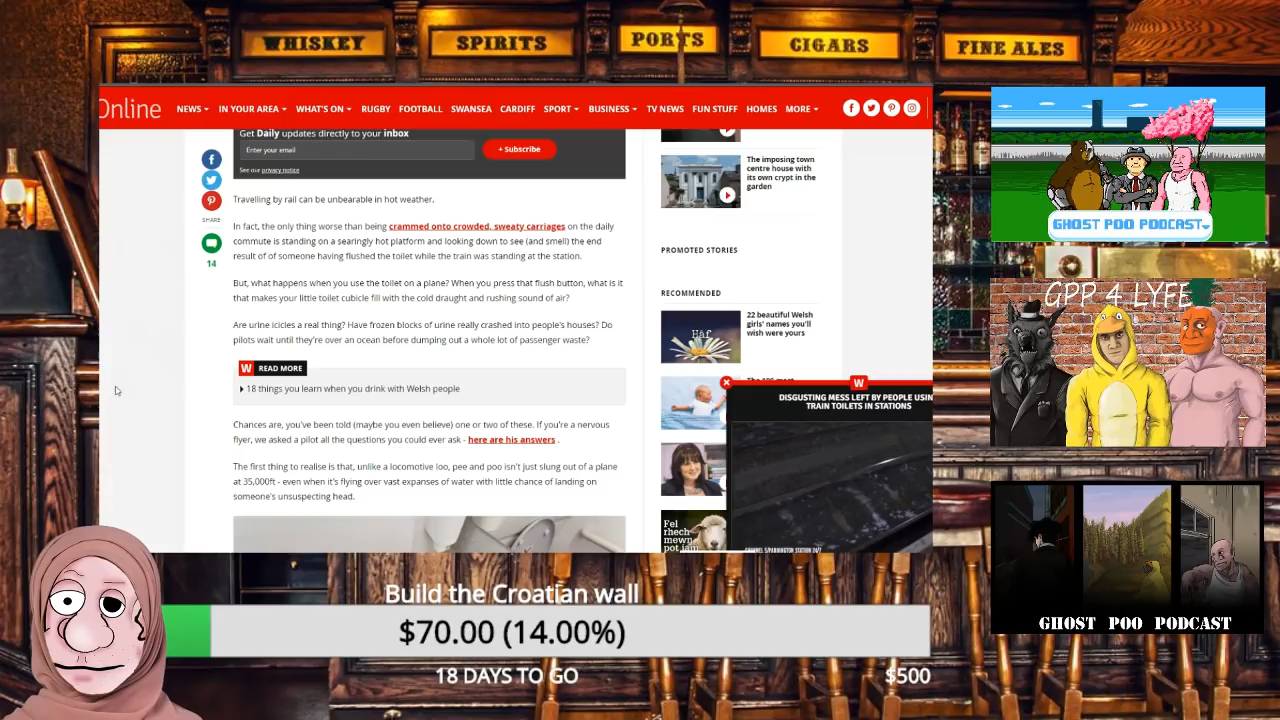 WHISKEY
SPIRITS
PORTS
CIGARS
FINE ALES
Online
NEWS IN YOUR AREA WHAT'S ON RUGBY FOOTBALL SWANSEA CARDIFF SPORT BUSINESS TV NEWS FUN STUFF HOMES MORE
Get Daily updates directly to your inbox
Enter your email
+ Subscribe
See our privacy notice
SHARE
14
Travelling by rail can be unbearable in hot weather.
In fact, the only thing worse than being crammed onto crowded, sweaty carriages on the daily
commute is standing on a searingly hot platform and looking down to see (and smell) the end
result of of someone having flushed the toilet while the train was standing at the station.
But, what happens when you use the toilet on a plane? When you press that flush button, what is it
that makes your little toilet cubicle fill with the cold draught and rushing sound of air?
Are urine icicles a real thing? Have frozen blocks of urine really crashed into people's houses? Do
pilots wait until they're over an ocean before dumping out a whole lot of passenger waste?
W READ MORE
18 things you learn when you drink with Welsh people
Chances are, you've been told (maybe you even believe) one or two of these. If you're a nervous
flyer, we asked a pilot all the questions you could ever ask - here are his answers .
The first thing to realise is that, unlike a locomotive loo, pee and poo isn't just slung out of a plane
at 35,000ft - even when it's flying over vast expanses of water with little chance of landing on
someone's unsuspecting head.
The imposing town
centre house with
its own crypt in the
garden
PROMOTED STORIES
RECOMMENDED
Haf
22 beautiful Welsh
girls' names you'll
wish were yours
W
DISGUSTING MESS LEFT BY PEOPLE USIN
TRAIN TOILETS IN STATIONS
CHANNEL 5/PADDINGTON STATION 24/7
Fel
rhech
mewn
pot jam
GHOST POO PODCAST
GPP 4 LYFE
GHOST POO PODCAST
Build the Croatian wall
$70.00 (14.00%)
18 DAYS TO GO
$500